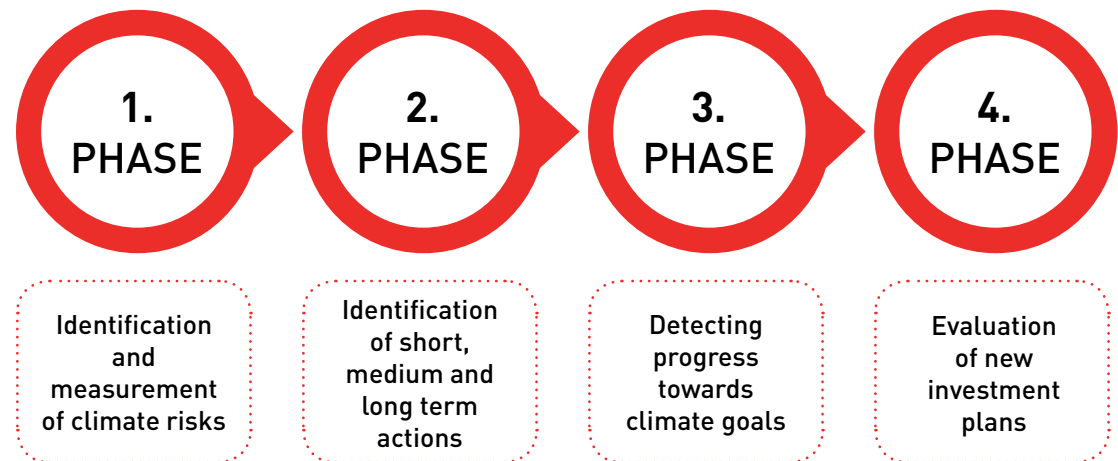 1.
PHASE
2.
PHASE
3.
PHASE
4.
PHASE
Identification
and
measurement
of climate risks
Identification
of short,
medium and
long term
actions
Detecting
progress
towards
climate goals
Evaluation
of new
investment
plans